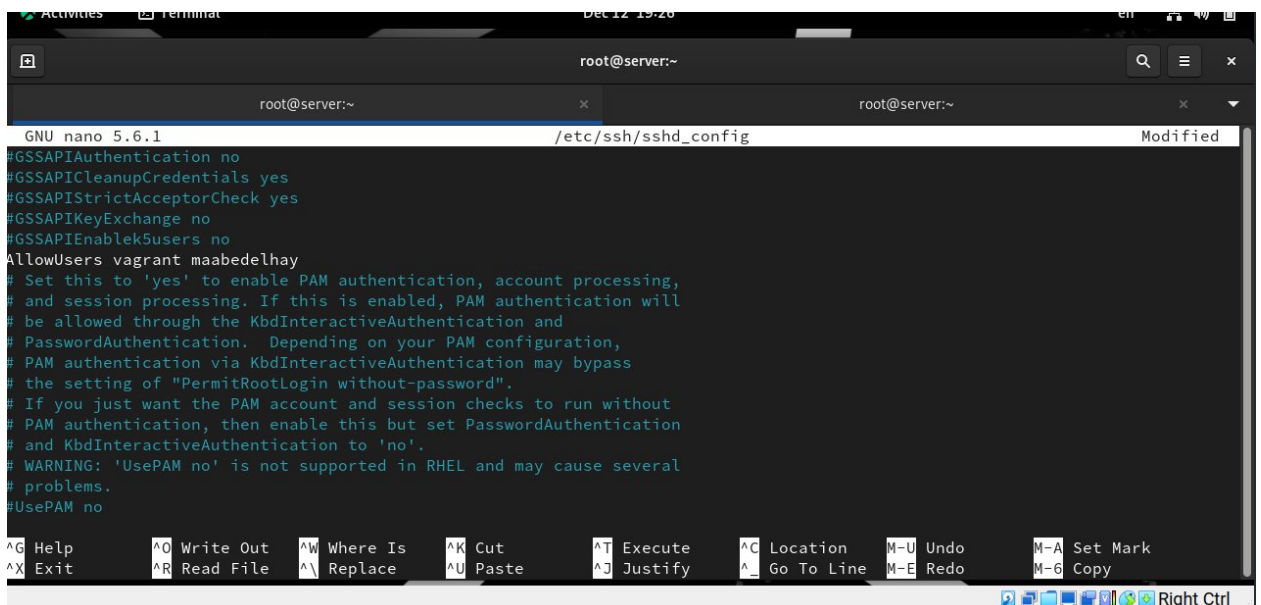 Activities Terminal Dec 12 19:26 en
root@server:~
root@server:~ root@server:~
GNU nano 5.6.1 /etc/ssh/sshd_config Modified
#GSSAPIAuthentication no
#GSSAPICleanupCredentials yes
#GSSAPIStrictAcceptorCheck yes
#GSSAPIKeyExchange no
#GSSAPIEnablek5users no
AllowUsers vagrant maabedelhay
# Set this to 'yes' to enable PAM authentication, account processing,
# and session processing. If this is enabled, PAM authentication will
# be allowed through the KbdInteractiveAuthentication and
# PasswordAuthentication.  Depending on your PAM configuration,
# PAM authentication via KbdInteractiveAuthentication may bypass
# the setting of "PermitRootLogin without-password".
# If you just want the PAM account and session checks to run without
# PAM authentication, then enable this but set PasswordAuthentication
# and KbdInteractiveAuthentication to 'no'.
# WARNING: 'UsePAM no' is not supported in RHEL and may cause several
# problems.
#UsePAM no
^G Help ^O Write Out ^W Where Is ^K Cut ^T Execute ^C Location M-U Undo M-A Set Mark
^X Exit ^R Read File ^\ Replace ^U Paste ^J Justify ^_ Go To Line M-E Redo M-6 Copy
Right Ctrl